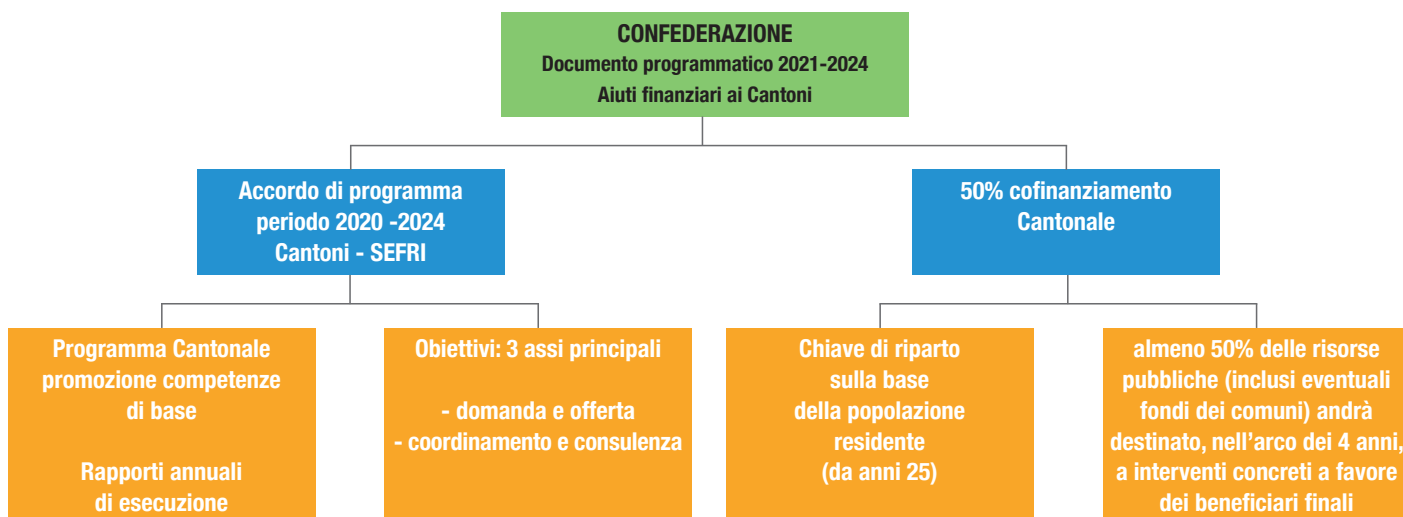 CONFEDERAZIONE
Documento programmatico 2021-2024
Aiuti finanziari ai Cantoni
Accordo di programma
periodo 2020 -2024
Cantoni - SEFRI
50% cofinanziamento
Cantonale
Programma Cantonale
promozione competenze
di base
Rapporti annuali
di esecuzione
Obiettivi: 3 assi principali
- domanda e offerta
- coordinamento e consulenza
Chiave di riparto
sulla base
della popolazione
residente
(da anni 25)
almeno 50% delle risorse
pubbliche (inclusi eventuali
fondi dei comuni) andrà
destinato, nell’arco dei 4 anni,
a interventi concreti a favore
dei beneficiari finali